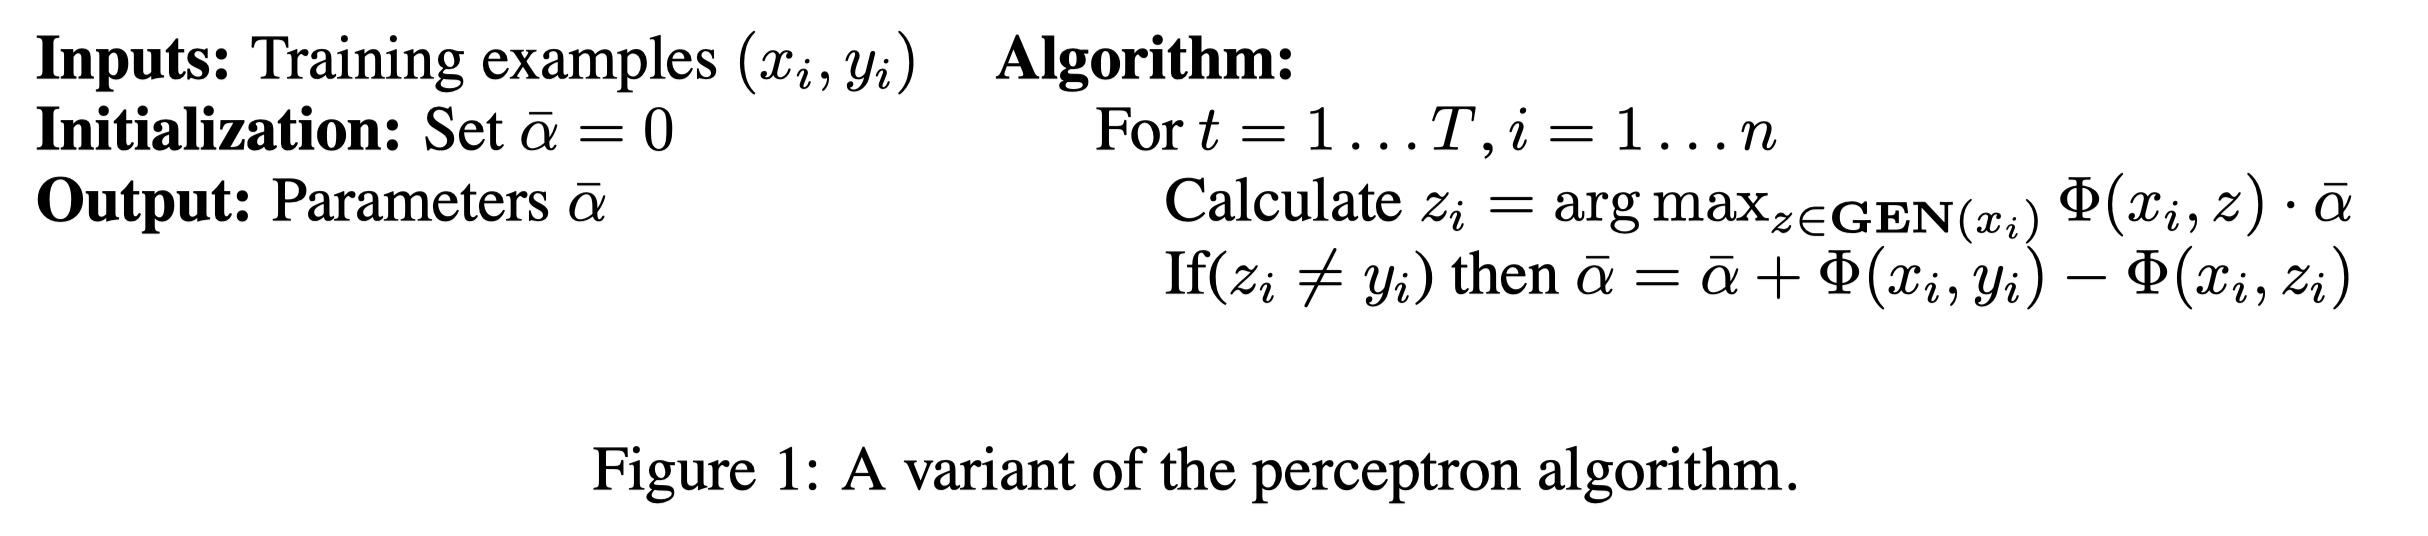 Inputs: Training examples (xᵢ, yᵢ)
Initialization: Set ᾱ = 0
Output: Parameters ᾱ
Algorithm:
For t = 1 . . . T, i = 1 . . . n
Calculate zᵢ = arg max_{z∈GEN(xᵢ)} Φ(xᵢ, z) · ᾱ
If(zᵢ ≠ yᵢ) then ᾱ = ᾱ + Φ(xᵢ, yᵢ) − Φ(xᵢ, zᵢ)
Figure 1: A variant of the perceptron algorithm.